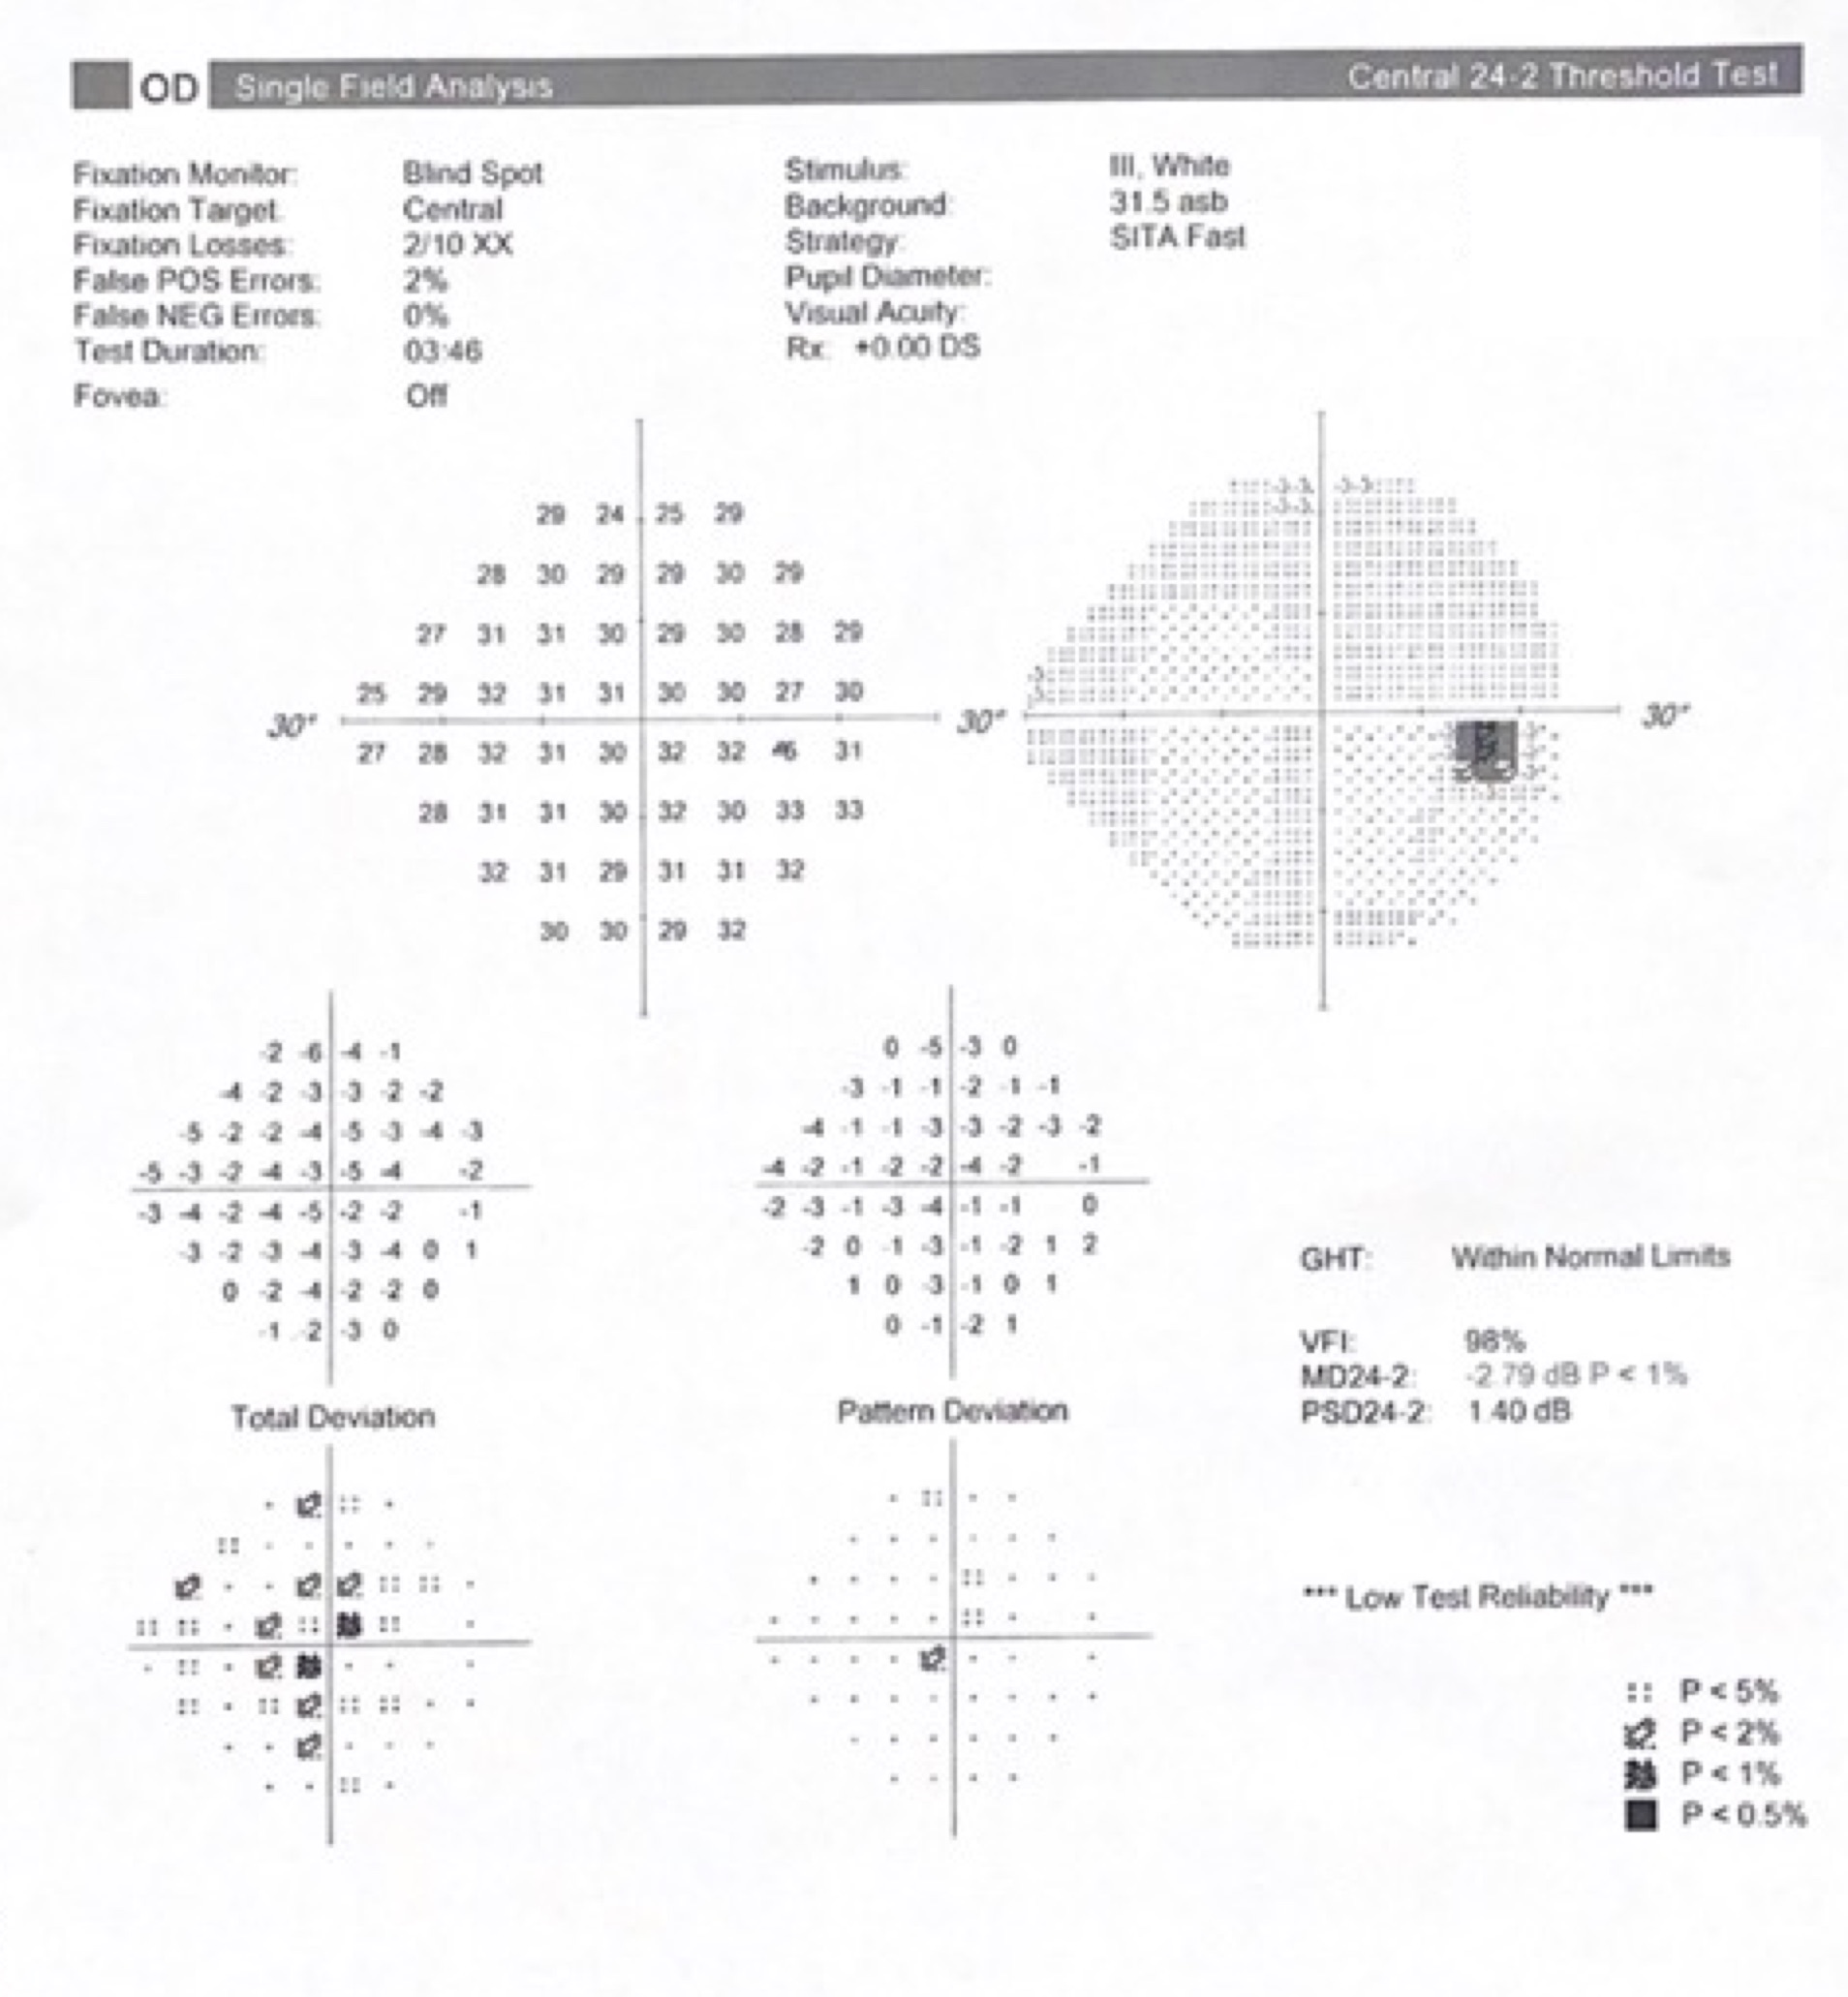 OD Single Field Analysis Central 24-2 Threshold Test
Fixation Monitor: Blind Spot Stimulus: III, White
Fixation Target: Central Background: 31.5 asb
Fixation Losses: 2/10 XX Strategy: SITA Fast
False POS Errors: 2% Pupil Diameter:
False NEG Errors: 0% Visual Acuity:
Test Duration: 03:46 Rx: +0.00 DS
Fovea: Off
29 24 25 29
28 30 29 29 30 29
27 31 31 30 29 30 28 29
25 29 32 31 31 30 30 27 30
30° 30° 30°
27 28 32 31 30 32 32 31
28 31 31 30 32 30 33 33
32 31 29 31 31 32
30 30 29 32
-2 -6 -4 -1
-4 -2 -3 -3 -2 -2
-5 -2 -2 -4 -5 -3 -4 -3
-5 -3 -2 -4 -3 -5 -4 -2
-3 -4 -2 -4 -5 -2 -2 -1
-3 -2 -3 -4 -3 -4 0 1
0 -2 -4 -2 -2 0
-1 -2 -3 0
Total Deviation
0 -5 -3 0
-3 -1 -1 -2 -1 -1
-4 -1 -1 -3 -3 -2 -3 -2
-4 -2 -1 -2 -2 -4 -2 -1
-2 -3 -1 -3 -4 -1 -1 0
-2 0 -1 -3 -1 -2 1 2
1 0 -3 -1 0 1
0 -1 -2 1
Pattern Deviation
GHT: Within Normal Limits
VFI: 98%
MD24-2: -2.79 dB P < 1%
PSD24-2: 1.40 dB
*** Low Test Reliability ***
P < 5%
P < 2%
P < 1%
P < 0.5%